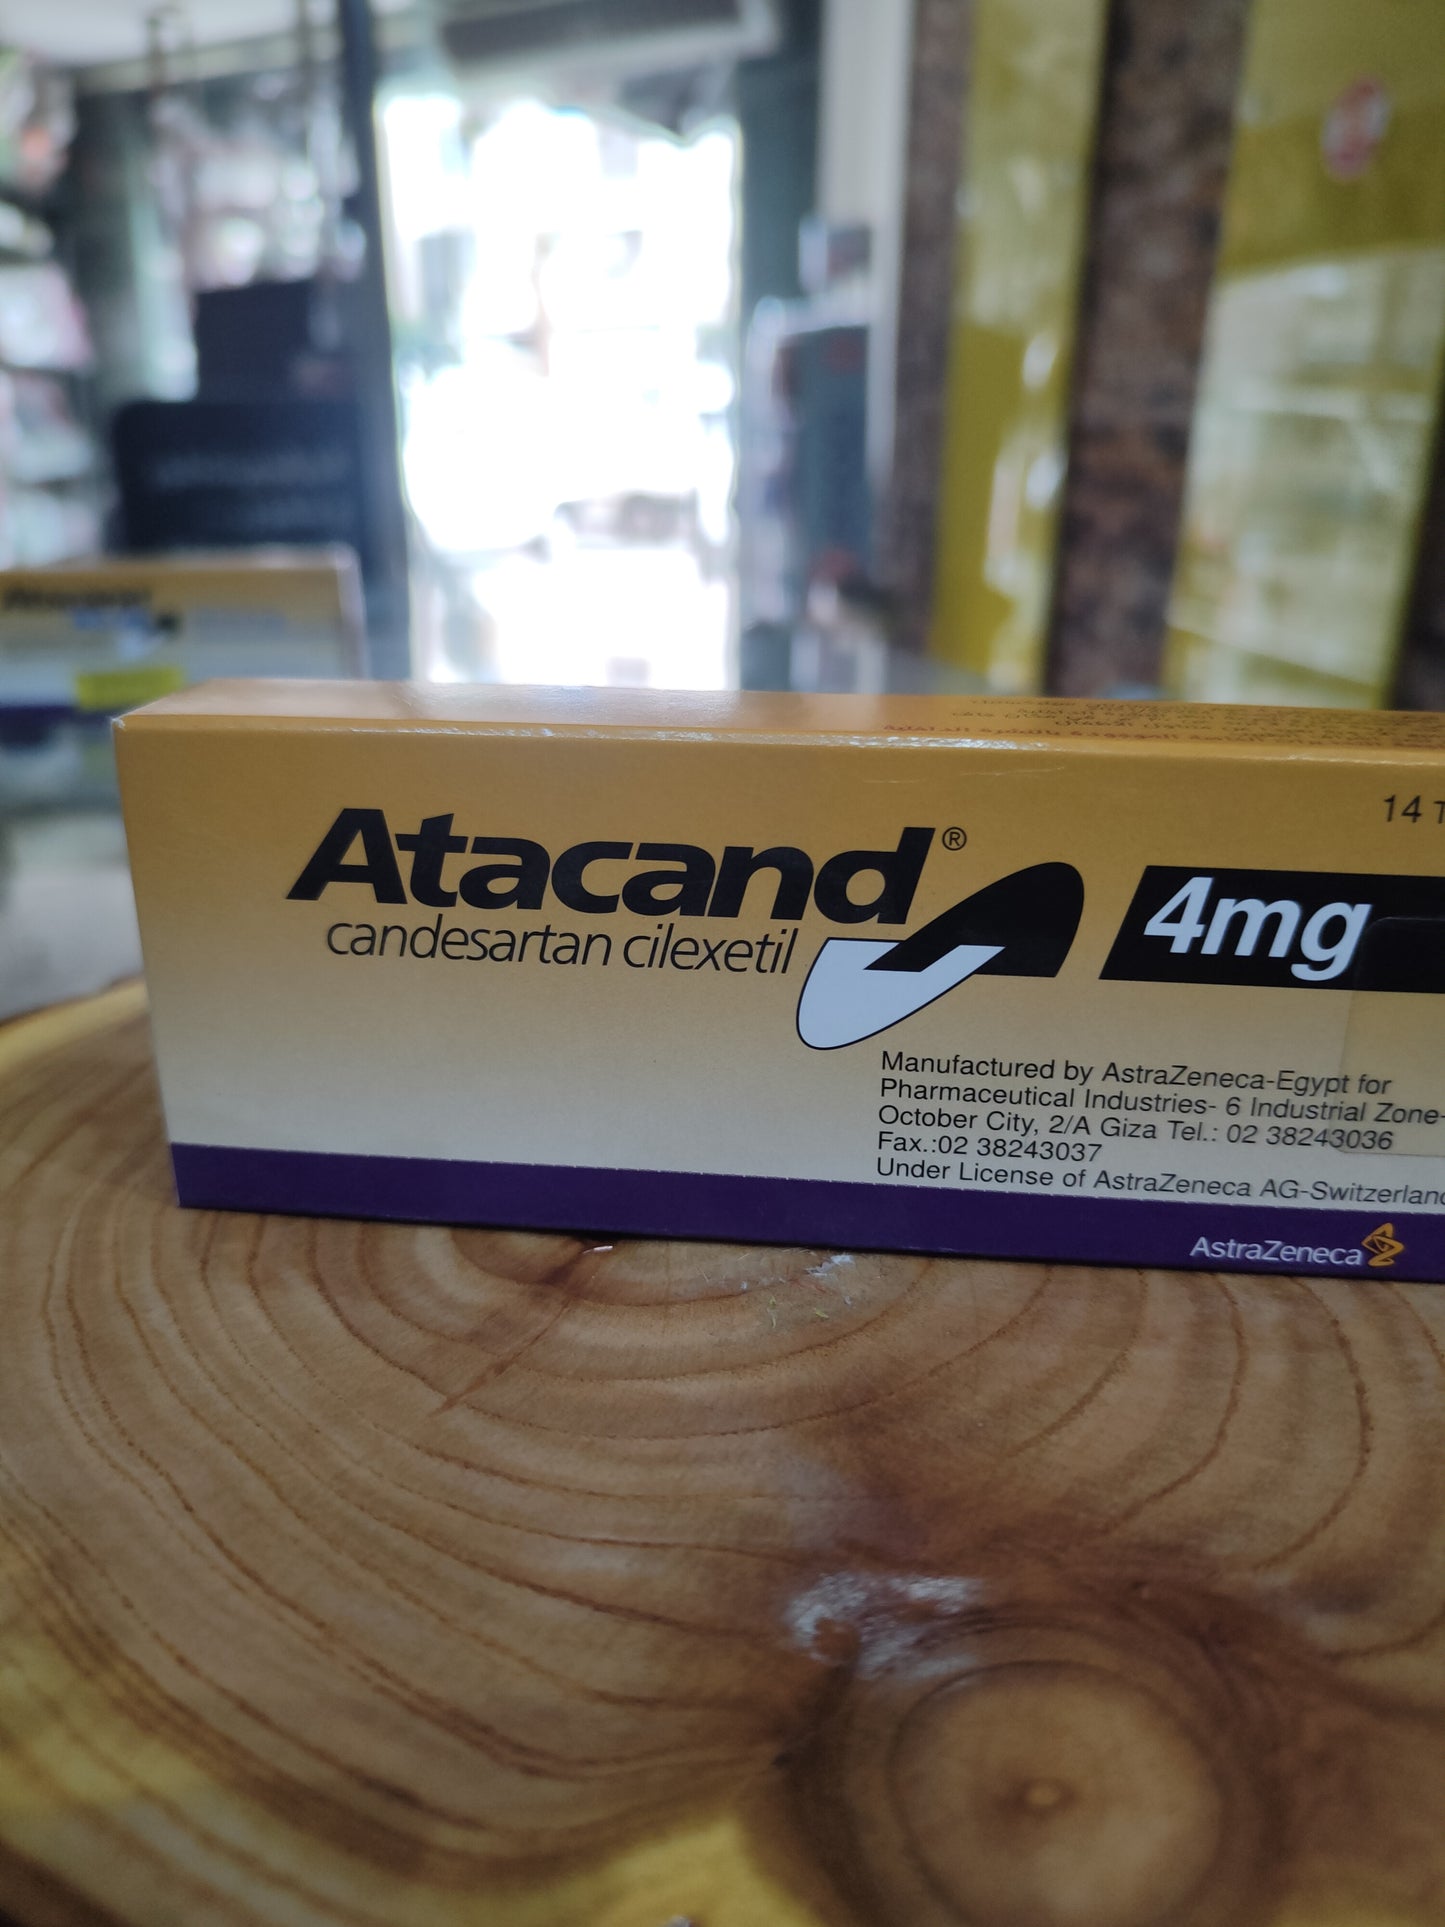 14
Atacand®
candesartan cilexetil
4mg
Manufactured by AstraZeneca-Egypt for
Pharmaceutical Industries- 6 Industrial Zone-
October City, 2/A Giza Tel.: 02 38243036
Fax.:02 38243037
Under License of AstraZeneca AG-Switzerland
AstraZeneca